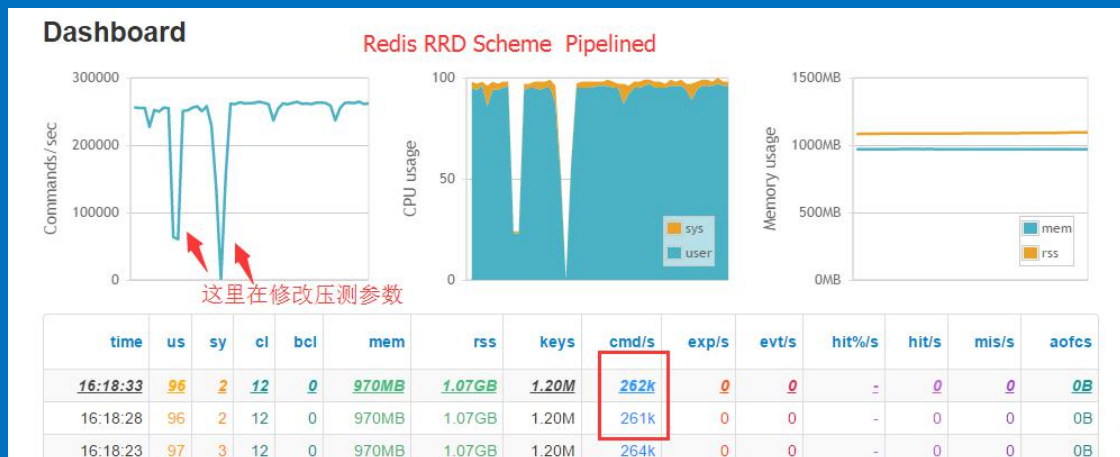 Dashboard
Redis RRD Scheme Pipelined
Commands/sec
300000
200000
100000
0
这里在修改压测参数
CPU usage
100
50
0
sys
user
Memory usage
1500MB
1000MB
500MB
0MB
mem
rss
time us sy cl bcl mem rss keys cmd/s exp/s evt/s hit%/s hit/s mis/s aofcs
16:18:33 96 2 12 0 970MB 1.07GB 1.20M 262k 0 0 - 0 0 0B
16:18:28 96 2 12 0 970MB 1.07GB 1.20M 261k 0 0 - 0 0 0B
16:18:23 97 3 12 0 970MB 1.07GB 1.20M 264k 0 0 - 0 0 0B